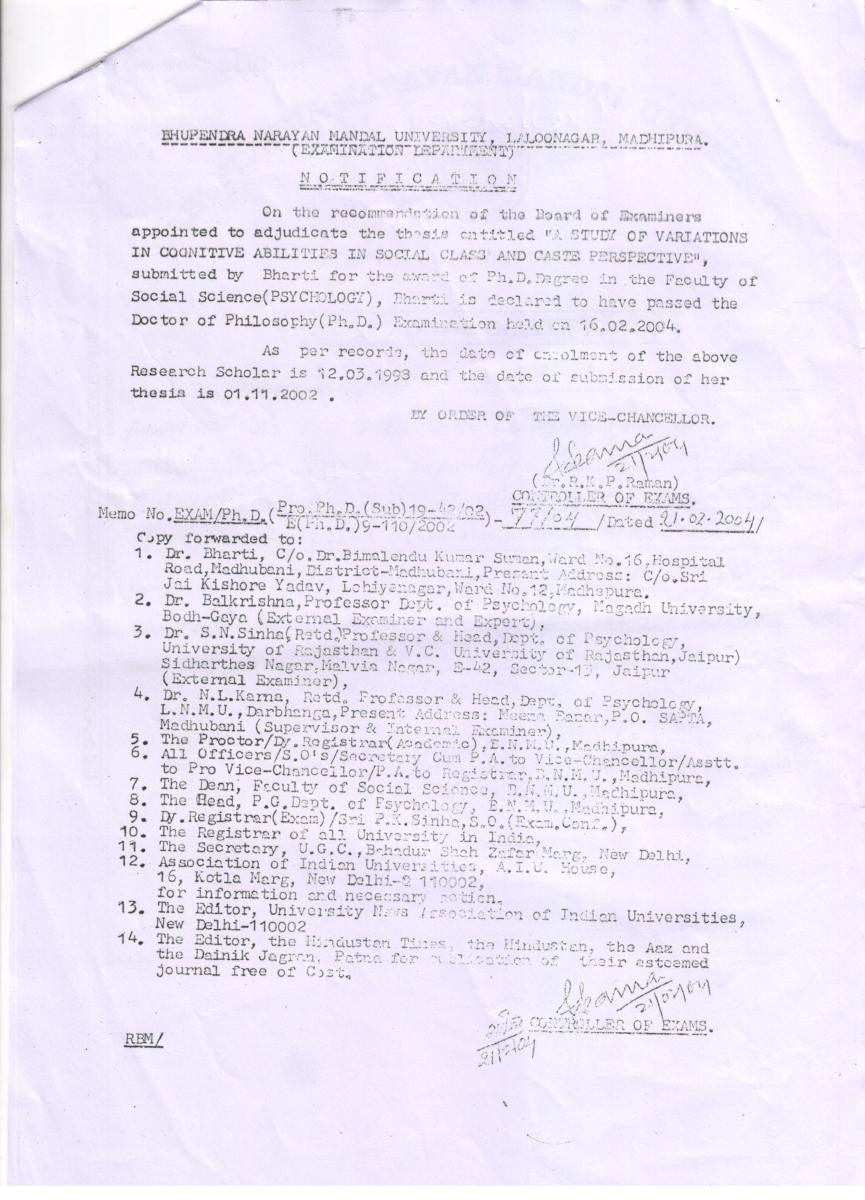 BHUPENDRA NARAYAN MANDAL UNIVERSITY, LALOONAGAR, MADHIPURA.
(EXAMINATION DEPARTMENT)
NOTIFICATION
On the recommendation of the Board of Examiners
appointed to adjudicate the thesis entitled "A STUDY OF VARIATIONS
IN COGNITIVE ABILITIES IN SOCIAL CLASS AND CASTE PERSPECTIVE",
submitted by Bharti for the award of Ph.D.Degree in the Faculty of
Social Science(PSYCHOLOGY), Bharti is declared to have passed the
Doctor of Philosophy(Ph.D.) Examination held on 16.02.2004.
As per records, the date of enrolment of the above
Research Scholar is 12.03.1998 and the date of submission of her
thesis is 01.11.2002 .
BY ORDER OF THE VICE-CHANCELLOR.
21/2/04
(Dr.R.K.P.Raman)
CONTROLLER OF EXAMS.
Memo No.EXAM/Ph.D.(Pro.Ph.D.(Sub)19-42/02
E(Ph.D.)9-110/2002)- 77/04 /Dated 21.02.2004/
Copy forwarded to:
1. Dr. Bharti, C/o.Dr.Bimalendu Kumar Suman,Ward No.16,Hospital
Road,Madhubani,District-Madhubani,Present Address: C/o.Sri
Jai Kishore Yadav, Lohiyanagar,Ward No.12,Madhepura.
2. Dr. Balkrishna,Professor Dept. of Psychology, Magadh University,
Bodh-Gaya (External Examiner and Expert),
3. Dr. S.N.Sinha(Retd.)Professor & Head,Dept. of Psychology,
University of Rajasthan & V.C. University of Rajasthan,Jaipur)
Sidharthes Nagar,Malvia Nagar, E-42, Sector-13, Jaipur
(External Examiner),
4. Dr. N.L.Karna, Retd. Professor & Head,Dept. of Psychology,
L.N.M.U.,Darbhanga,Present Address: Meena Bazar,P.O. SAPTA,
Madhubani (Supervisor & Internal Examiner),
5. The Proctor/Dy.Registrar(Academic),B.N.M.U.,Madhipura,
6. All Officers/S.O's/Secretary Cum P.A.to Vice-Chancellor/Asstt.
to Pro Vice-Chancellor/P.A.to Registrar,B.N.M.U.,Madhipura,
7. The Dean, Faculty of Social Science, B.N.M.U.,Madhipura,
8. The Head, P.G.Dept. of Psychology, B.N.M.U.,Madhipura,
9. Dy.Registrar(Exam)/Sri P.K.Sinha,S.O.(Exam.Conf.),
10. The Registrar of all University in India,
11. The Secretary, U.G.C.,Bahadur Shah Zafar Marg, New Delhi,
12. Association of Indian Universities, A.I.U. House,
16, Kotla Marg, New Delhi-2 110002,
for information and necessary action.
13. The Editor, University News Association of Indian Universities,
New Delhi-110002
14. The Editor, the Hindustan Times, the Hindustan, the Aaz and
the Dainik Jagran, Patna for publication of their esteemed
journal free of Cost.
21/02/04
CONTROLLER OF EXAMS.
21/2/04
RBM/